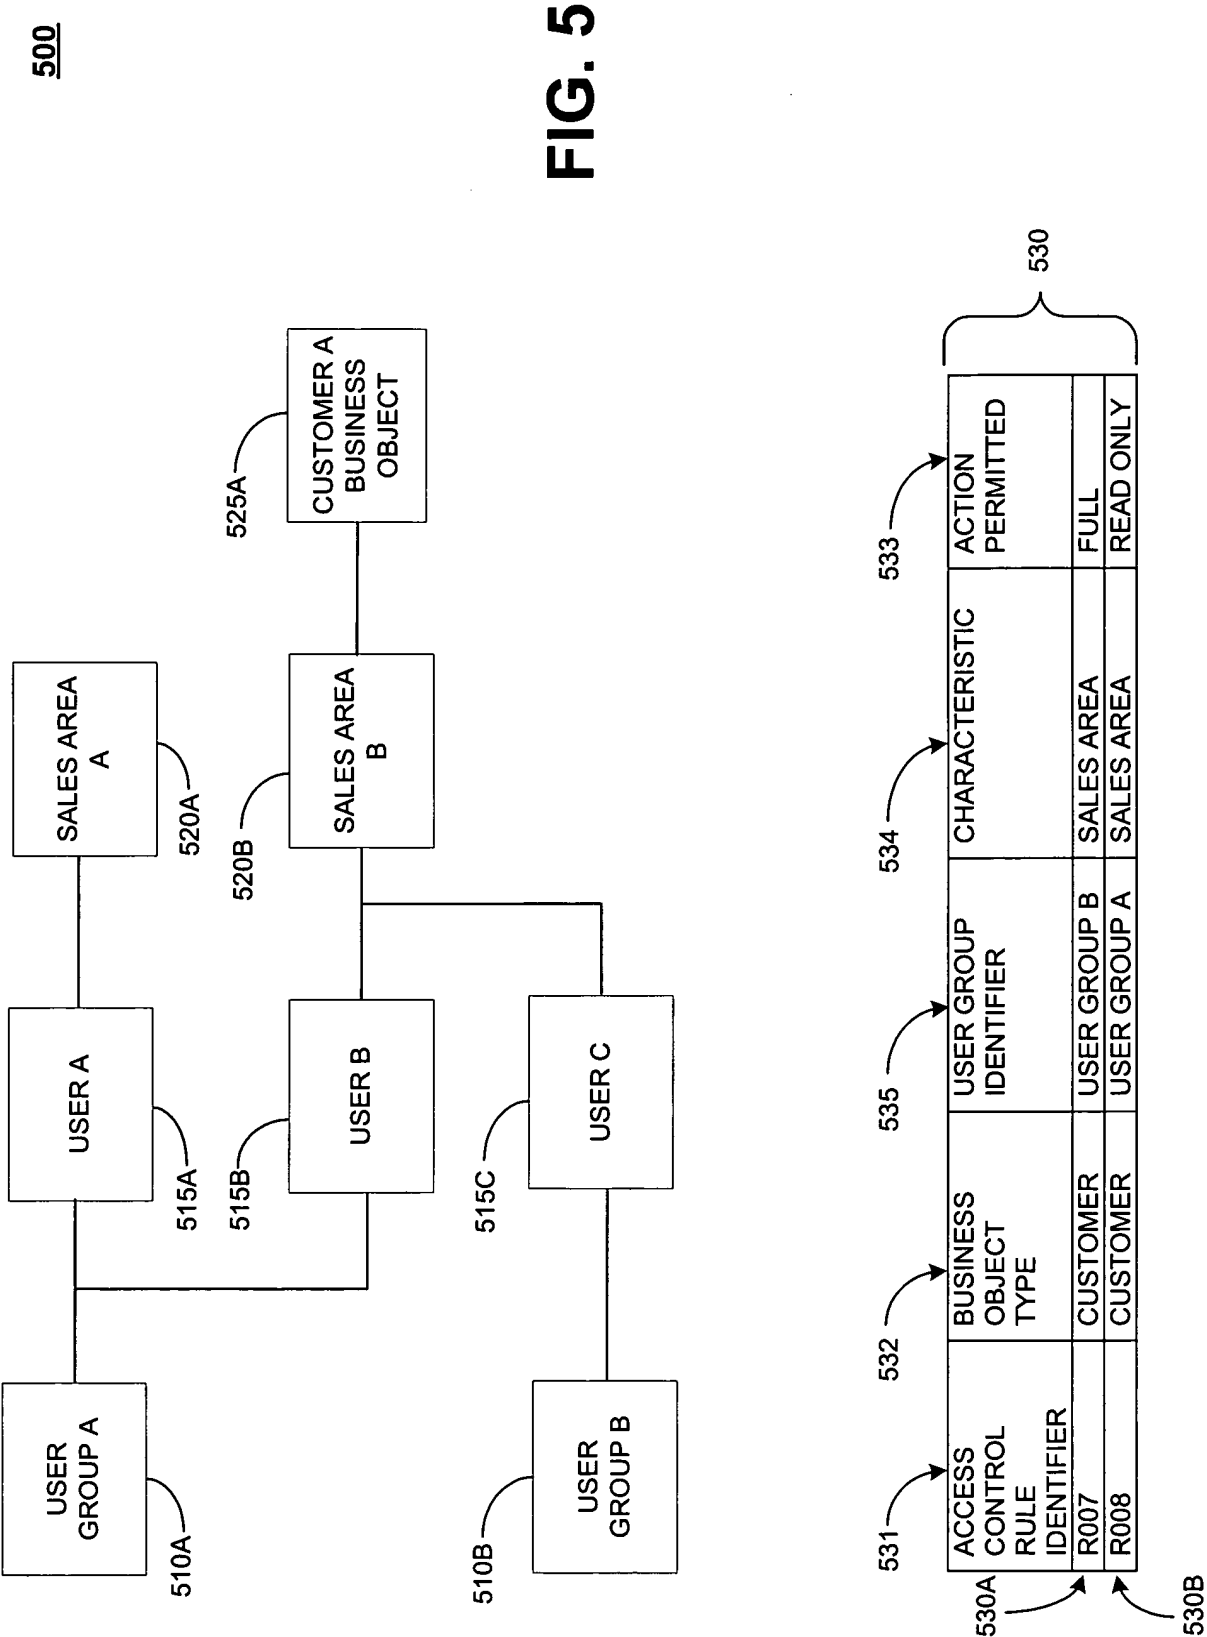 500
USER
GROUP A
510A
USER A
515A
SALES AREA
A
520A
USER B
515B
SALES AREA
B
520B
CUSTOMER A
BUSINESS
OBJECT
525A
USER
GROUP B
510B
USER C
515C
FIG. 5
531
532
535
534
533
530
ACCESS
CONTROL
RULE
IDENTIFIER
BUSINESS
OBJECT
TYPE
USER GROUP
IDENTIFIER
CHARACTERISTIC
ACTION
PERMITTED
530A
R007 CUSTOMER USER GROUP B SALES AREA FULL
R008 CUSTOMER USER GROUP A SALES AREA READ ONLY
530B